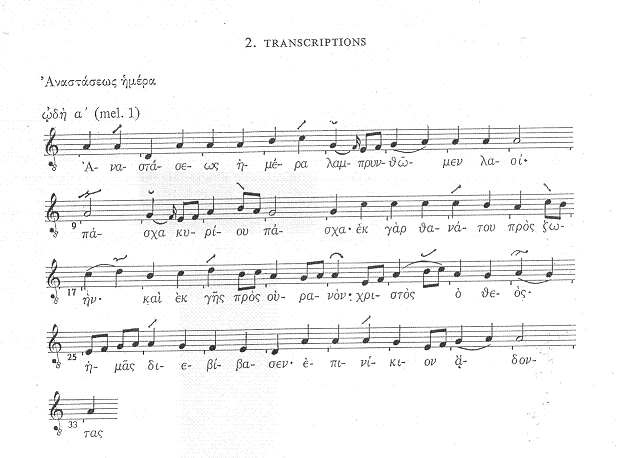 2. TRANSCRIPTIONS
Ἀναστάσεως ἡμέρα
ᾠδὴ α´ (mel. 1)
Ἀ- να- στά- σε- ως ἡ- μέ- ρα λαμ- πρυν- θῶ- μεν λα- οί·
9 πά- σχα κυ- ρί- ου πά- σχα· ἐκ γὰρ θα- νά- του πρὸς ζω-
17 ὴν· καὶ ἐκ γῆς πρὸς οὐ- ρα- νόν· χρι- στὸς ὁ θε- ὸς·
25 ἡ- μᾶς δι- ε- βί- βα- σεν· ἐ- πι- νί- κι- ον ᾄ- δον-
33 τας